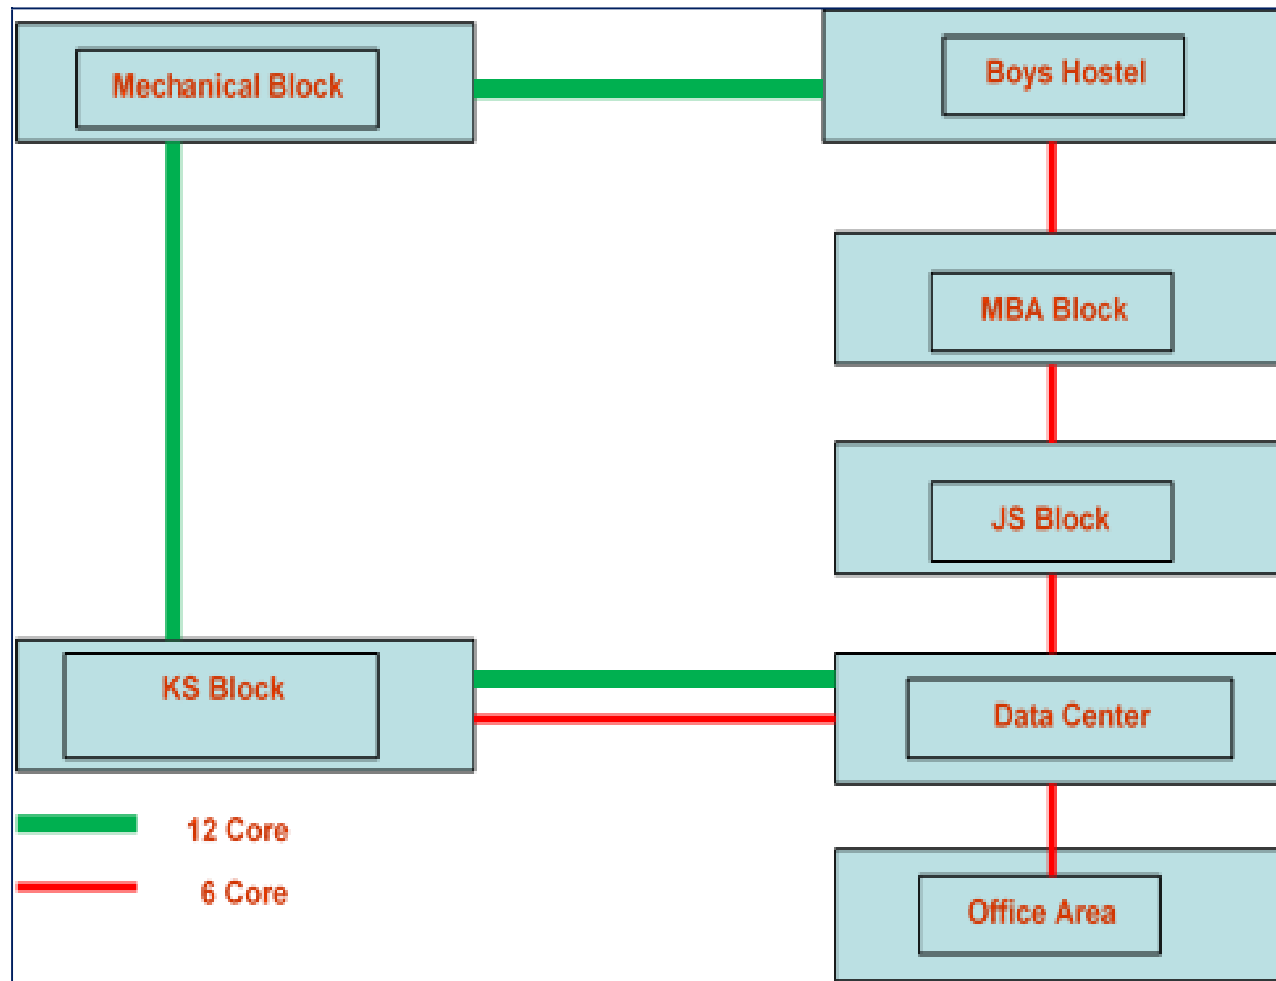 Mechanical Block
Boys Hostel
MBA Block
JS Block
KS Block
Data Center
12 Core
6 Core
Office Area